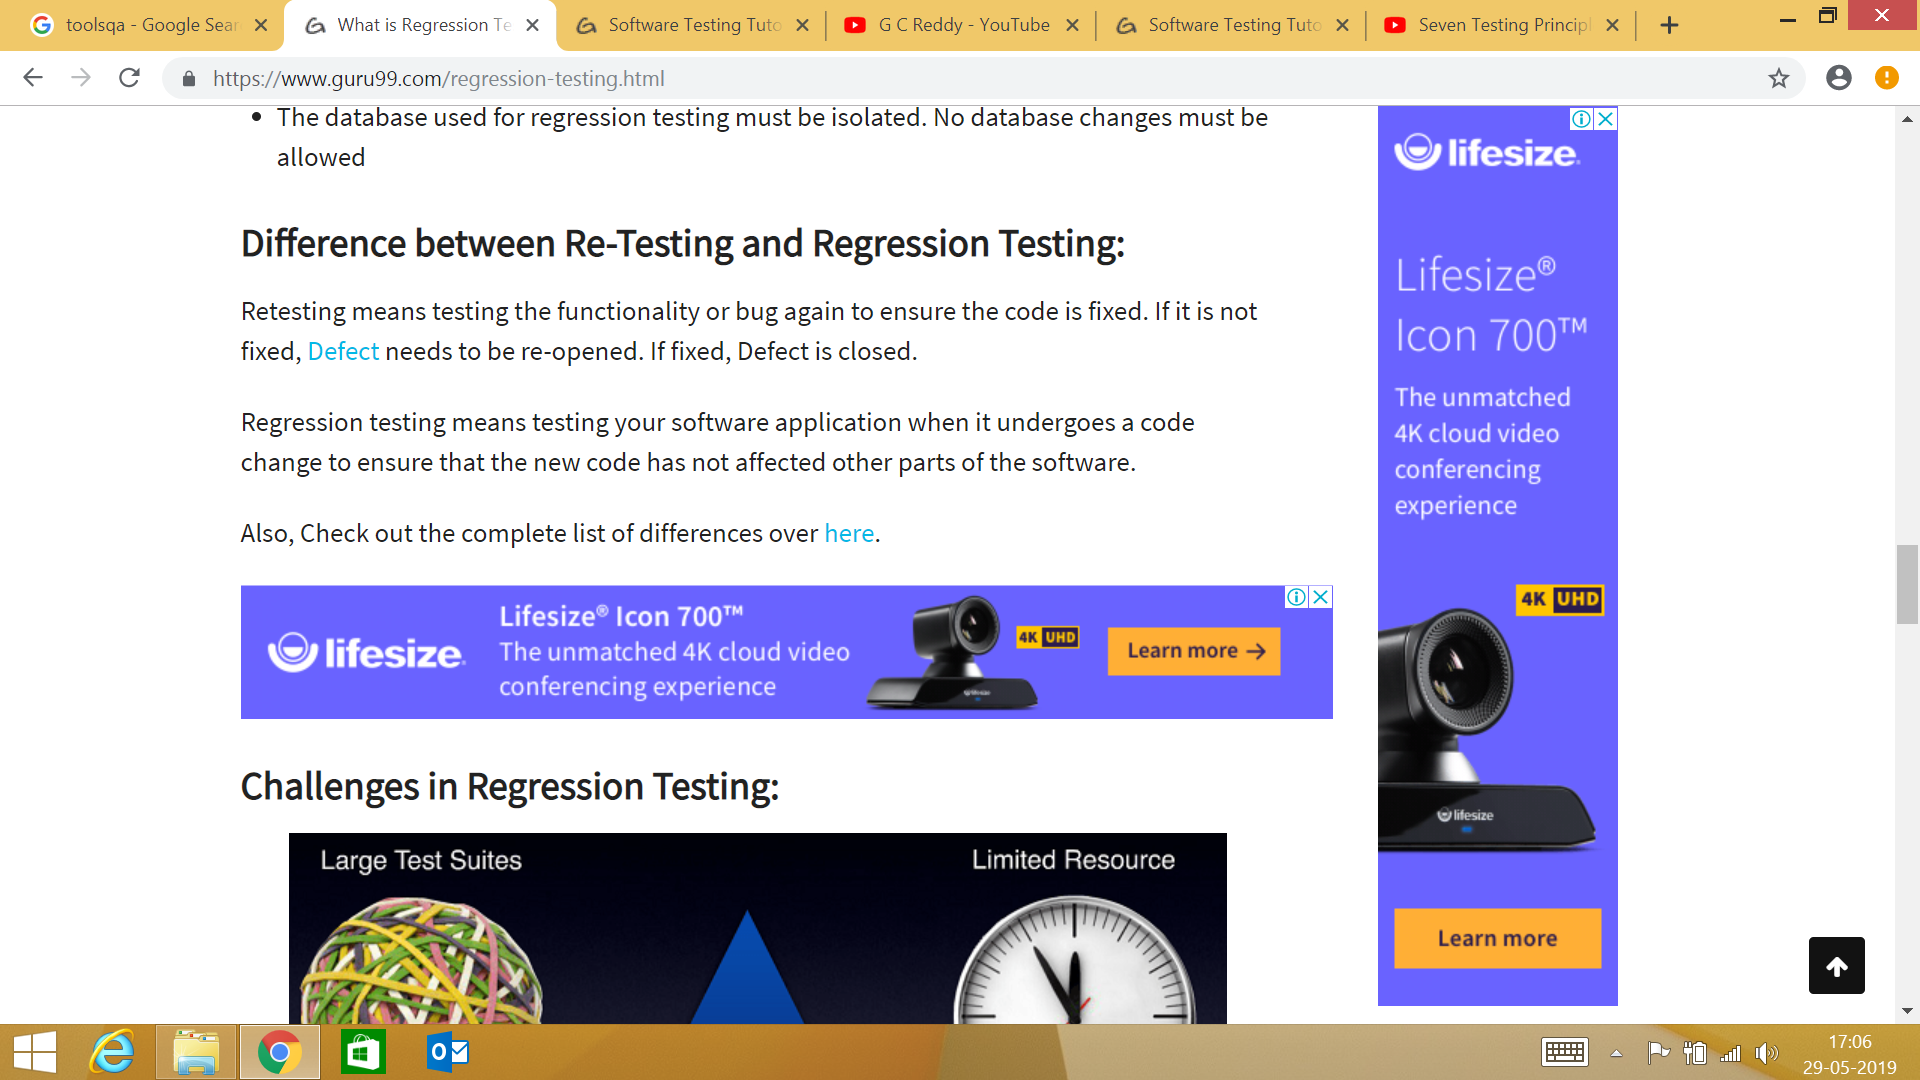 toolsqa - Google Sear
What is Regression Te
Software Testing Tuto
G C Reddy - YouTube
Software Testing Tuto
Seven Testing Principl
https://www.guru99.com/regression-testing.html
The database used for regression testing must be isolated. No database changes must be
allowed
Difference between Re-Testing and Regression Testing:
Retesting means testing the functionality or bug again to ensure the code is fixed. If it is not
fixed, Defect needs to be re-opened. If fixed, Defect is closed.
Regression testing means testing your software application when it undergoes a code
change to ensure that the new code has not affected other parts of the software.
Also, Check out the complete list of differences over here.
lifesize
Lifesize® Icon 700™
The unmatched 4K cloud video
conferencing experience
lifesize
4K UHD
Learn more →
Challenges in Regression Testing:
Large Test Suites
Limited Resource
lifesize
Lifesize®
Icon 700™
The unmatched
4K cloud video
conferencing
experience
4K UHD
lifesize
Learn more
17:06
29-05-2019